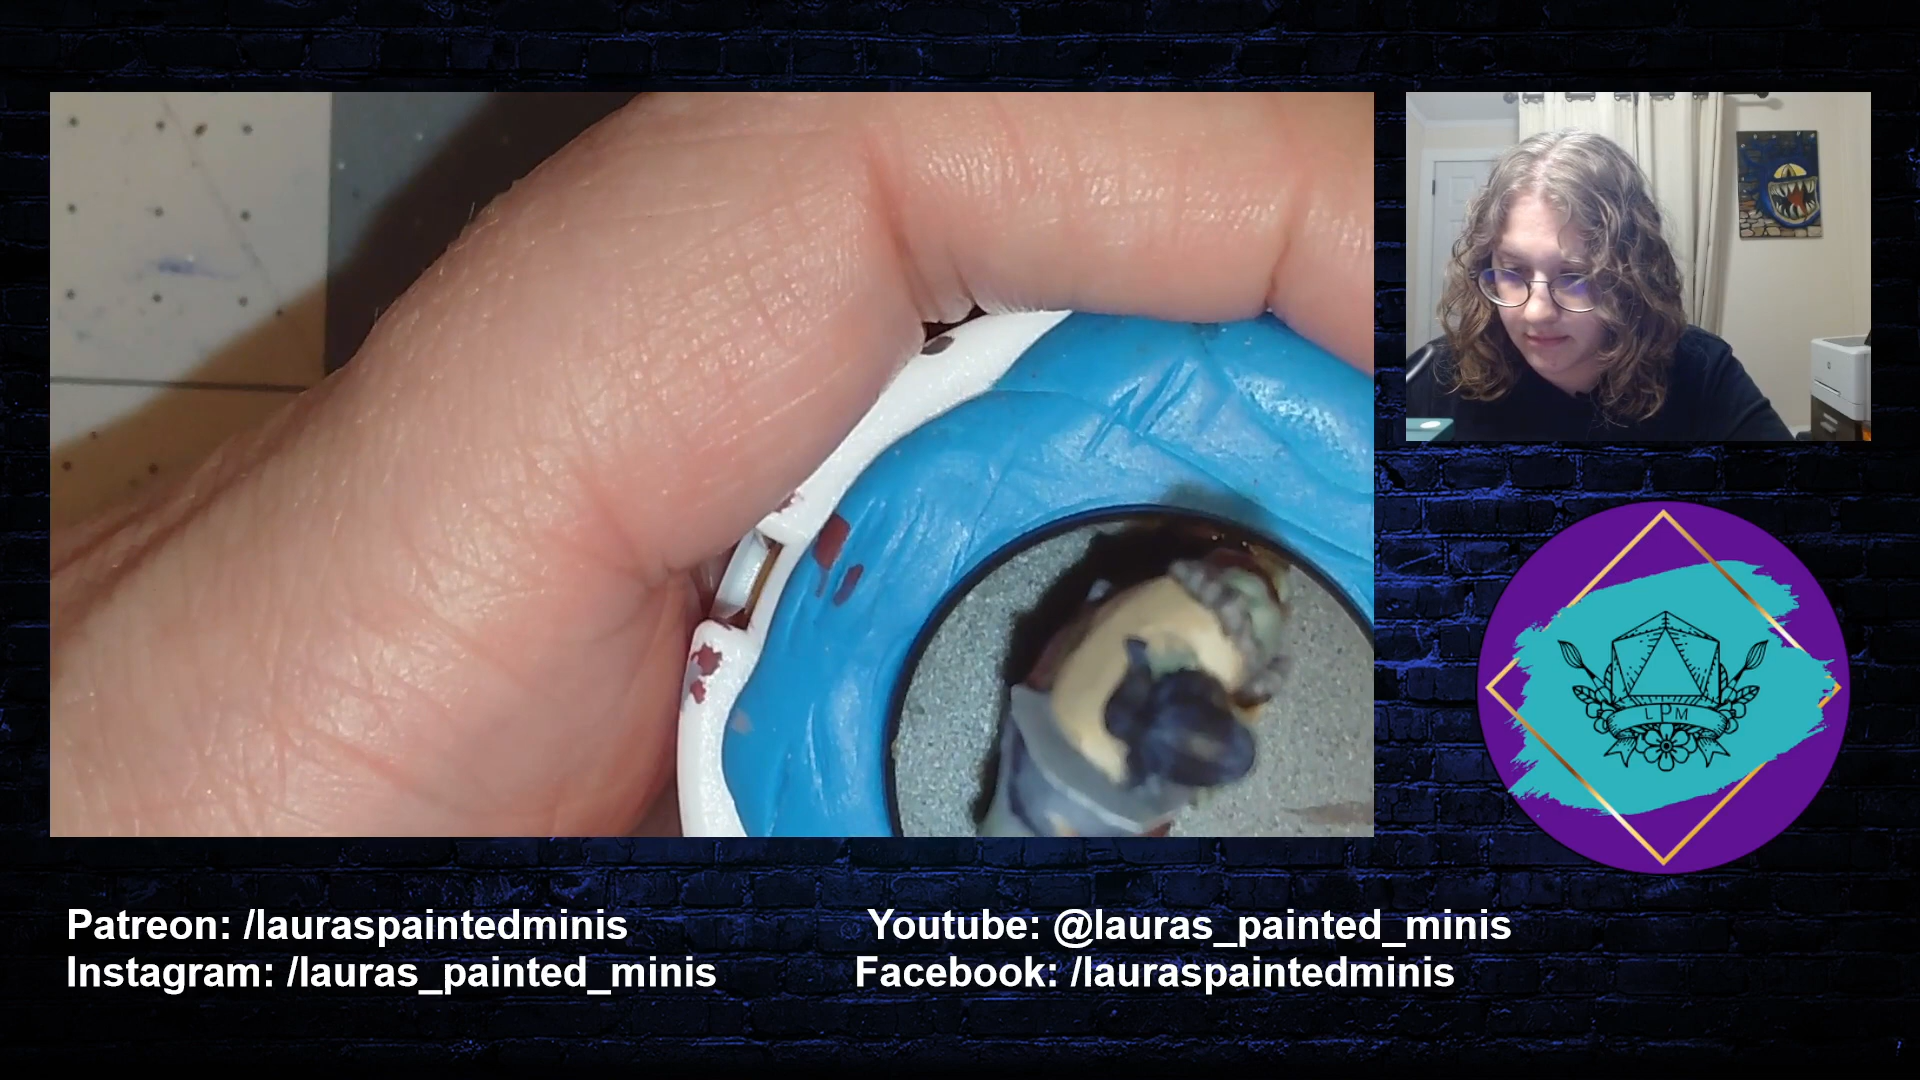 LPM
Patreon: /lauraspaintedminis
Youtube: @lauras_painted_minis
Instagram: /lauras_painted_minis
Facebook: /lauraspaintedminis